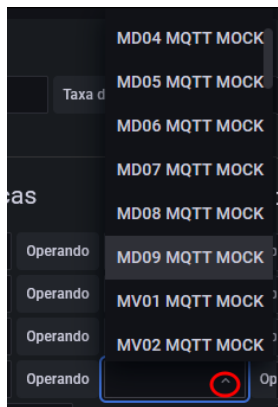 MD04 MQTT MOCK
Taxa d
MD05 MQTT MOCK
MD06 MQTT MOCK
MD07 MQTT MOCK
cas
MD08 MQTT MOCK
Operando
MD09 MQTT MOCK
Operando
MV01 MQTT MOCK
Operando
MV02 MQTT MOCK
Operando
Op